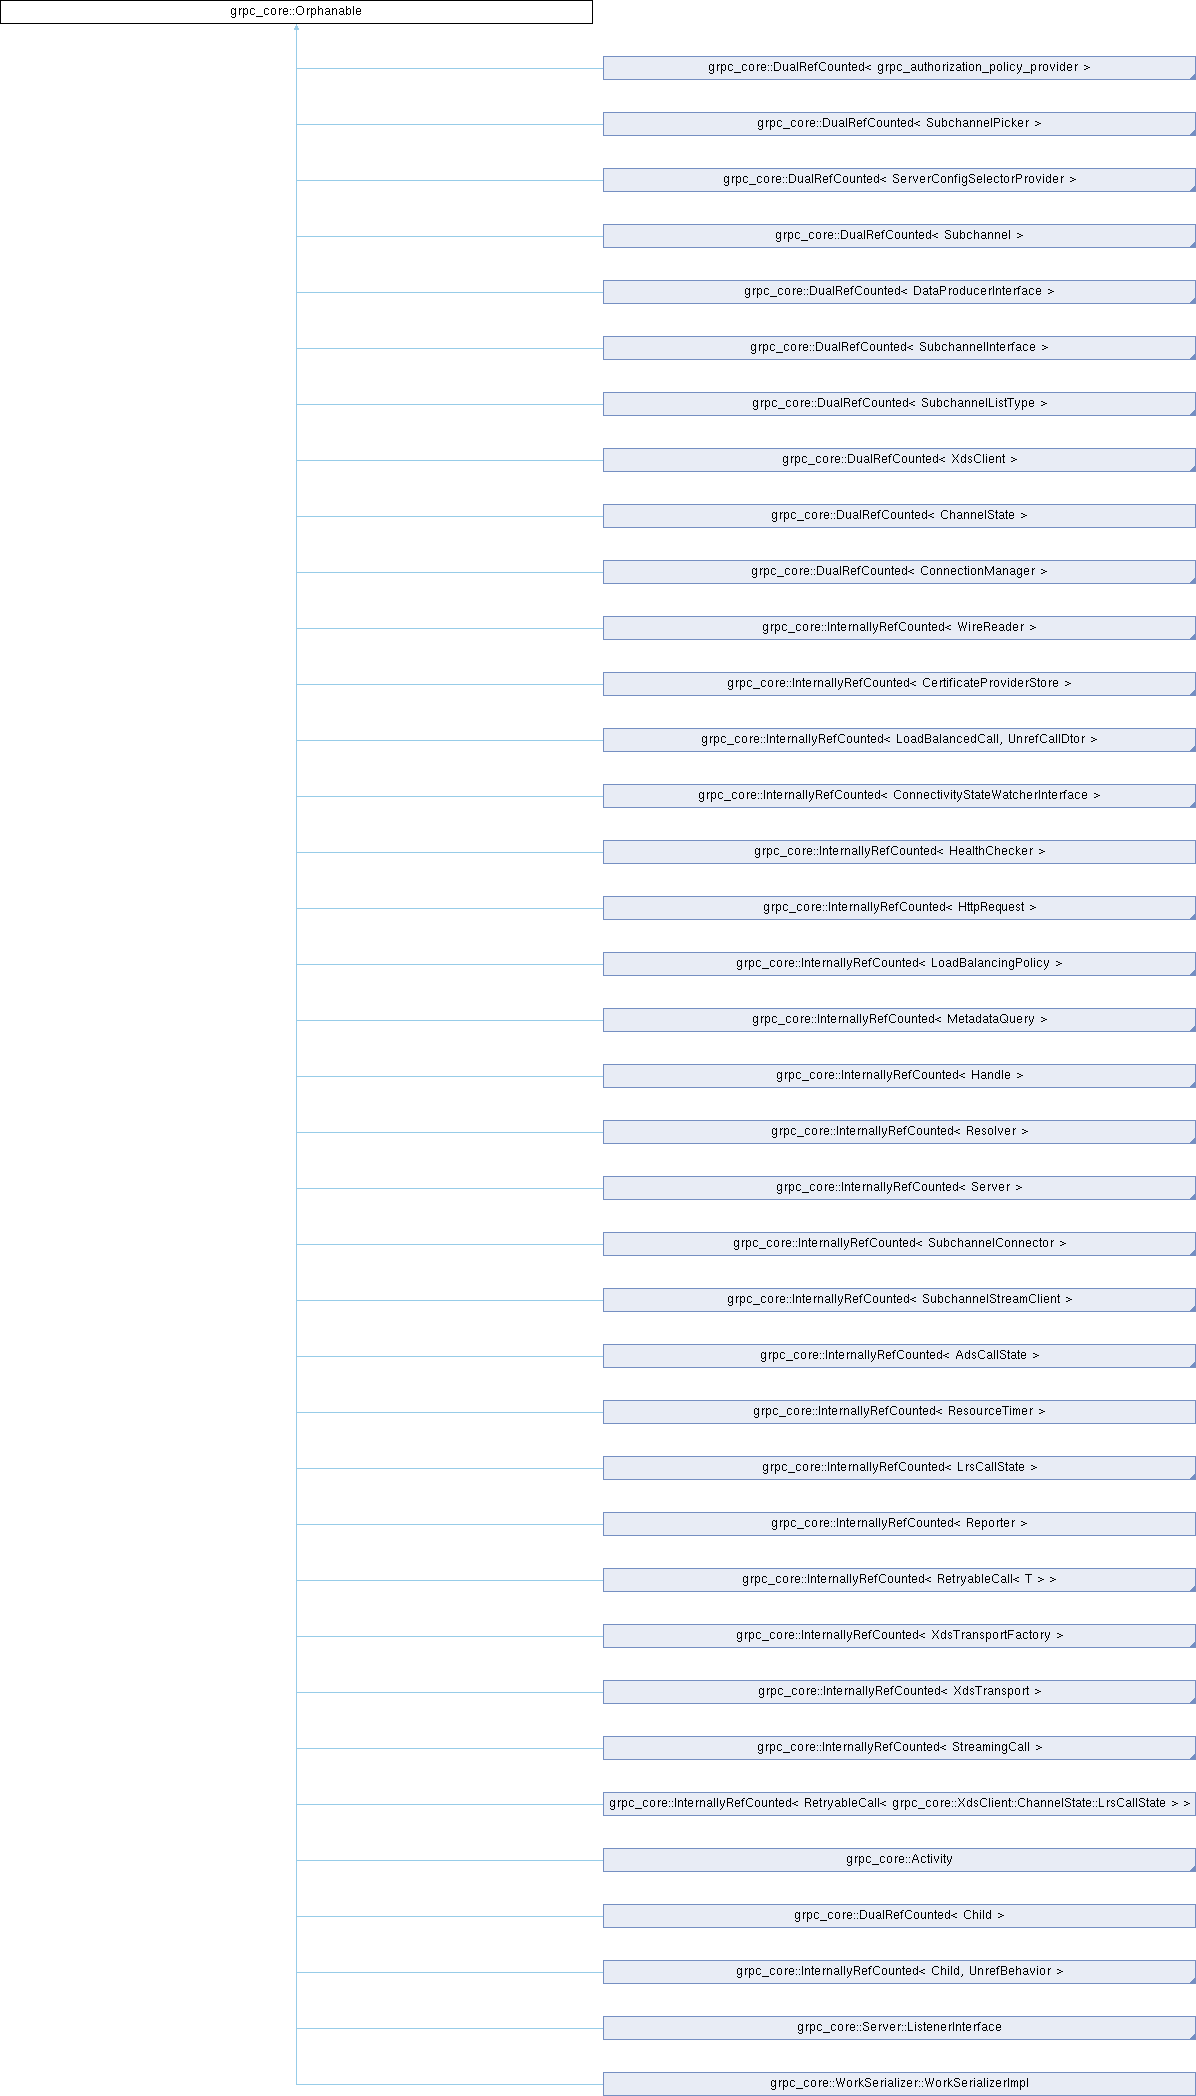 grpc_core::Orphanable
grpc_core::DualRefCounted< grpc_authorization_policy_provider >
grpc_core::DualRefCounted< SubchannelPicker >
grpc_core::DualRefCounted< ServerConfigSelectorProvider >
grpc_core::DualRefCounted< Subchannel >
grpc_core::DualRefCounted< DataProducerInterface >
grpc_core::DualRefCounted< SubchannelInterface >
grpc_core::DualRefCounted< SubchannelListType >
grpc_core::DualRefCounted< XdsClient >
grpc_core::DualRefCounted< ChannelState >
grpc_core::DualRefCounted< ConnectionManager >
grpc_core::InternallyRefCounted< WireReader >
grpc_core::InternallyRefCounted< CertificateProviderStore >
grpc_core::InternallyRefCounted< LoadBalancedCall, UnrefCallDtor >
grpc_core::InternallyRefCounted< ConnectivityStateWatcherInterface >
grpc_core::InternallyRefCounted< HealthChecker >
grpc_core::InternallyRefCounted< HttpRequest >
grpc_core::InternallyRefCounted< LoadBalancingPolicy >
grpc_core::InternallyRefCounted< MetadataQuery >
grpc_core::InternallyRefCounted< Handle >
grpc_core::InternallyRefCounted< Resolver >
grpc_core::InternallyRefCounted< Server >
grpc_core::InternallyRefCounted< SubchannelConnector >
grpc_core::InternallyRefCounted< SubchannelStreamClient >
grpc_core::InternallyRefCounted< AdsCallState >
grpc_core::InternallyRefCounted< ResourceTimer >
grpc_core::InternallyRefCounted< LrsCallState >
grpc_core::InternallyRefCounted< Reporter >
grpc_core::InternallyRefCounted< RetryableCall< T > >
grpc_core::InternallyRefCounted< XdsTransportFactory >
grpc_core::InternallyRefCounted< XdsTransport >
grpc_core::InternallyRefCounted< StreamingCall >
grpc_core::InternallyRefCounted< RetryableCall< grpc_core::XdsClient::ChannelState::LrsCallState > >
grpc_core::Activity
grpc_core::DualRefCounted< Child >
grpc_core::InternallyRefCounted< Child, UnrefBehavior >
grpc_core::Server::ListenerInterface
grpc_core::WorkSerializer::WorkSerializerImpl